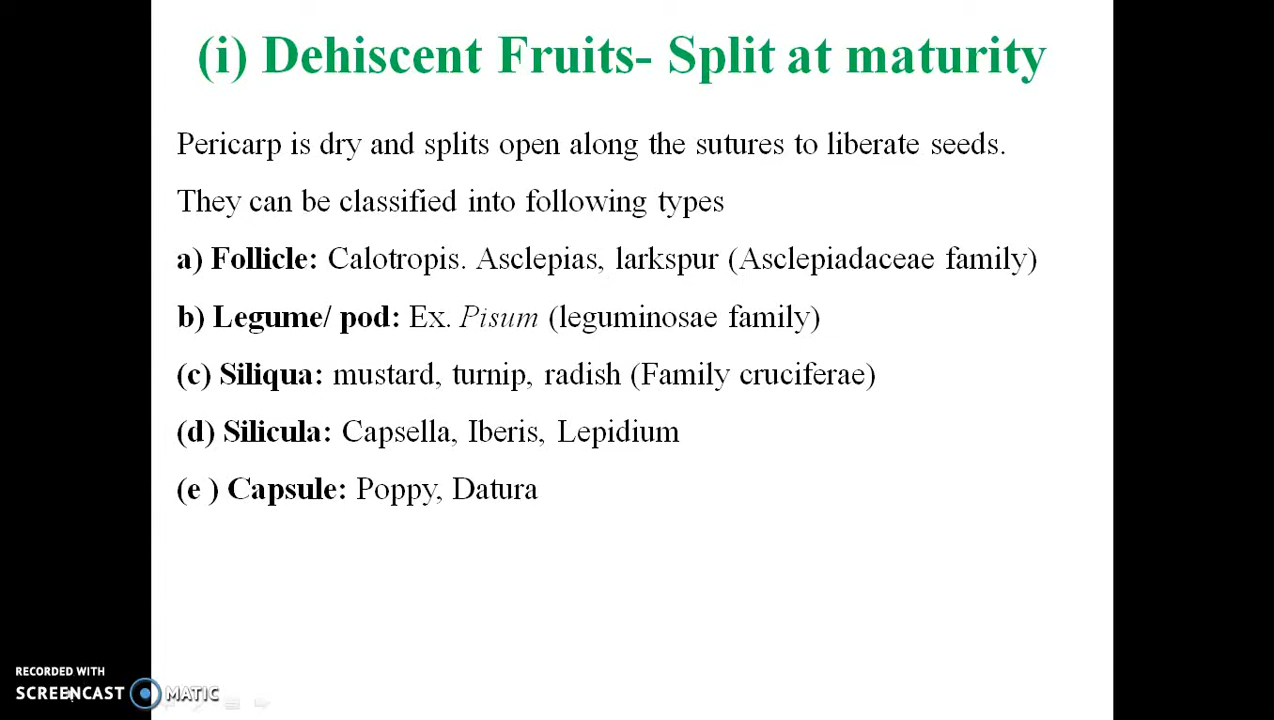 (i) Dehiscent Fruits- Split at maturity
Pericarp is dry and splits open along the sutures to liberate seeds.
They can be classified into following types
a) Follicle: Calotropis. Asclepias, larkspur (Asclepiadaceae family)
b) Legume/ pod: Ex. Pisum (leguminosae family)
(c) Siliqua: mustard, turnip, radish (Family cruciferae)
(d) Silicula: Capsella, Iberis, Lepidium
(e ) Capsule: Poppy, Datura
RECORDED WITH
SCREENCAST MATIC